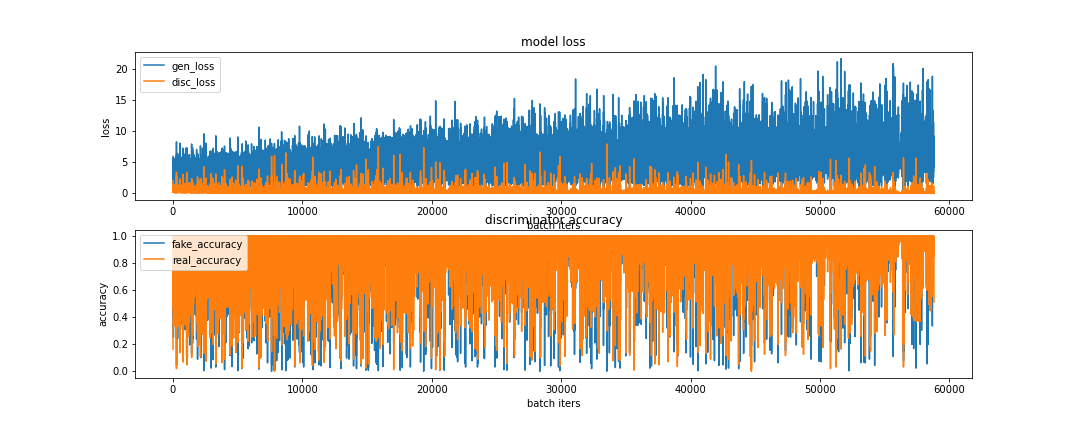 model loss
gen_loss
disc_loss
20
15
10
5
0
loss
0 10000 20000 30000 40000 50000 60000
batch iters
discriminator accuracy
fake_accuracy
real_accuracy
1.0
0.8
0.6
0.4
0.2
0.0
accuracy
0 10000 20000 30000 40000 50000 60000
batch iters